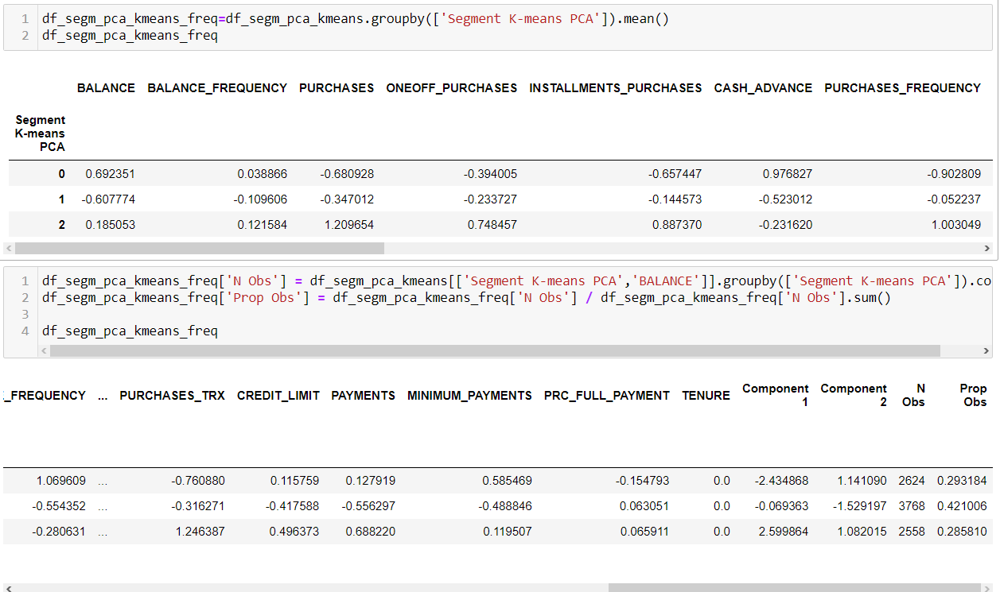 1 df_segm_pca_kmeans_freq=df_segm_pca_kmeans.groupby(['Segment K-means PCA']).mean()
2 df_segm_pca_kmeans_freq
BALANCE BALANCE_FREQUENCY PURCHASES ONEOFF_PURCHASES INSTALLMENTS_PURCHASES CASH_ADVANCE PURCHASES_FREQUENCY
Segment
K-means
PCA
0 0.692351 0.038866 -0.680928 -0.394005 -0.657447 0.976827 -0.902809
1 -0.607774 -0.109606 -0.347012 -0.233727 -0.144573 -0.523012 -0.052237
2 0.185053 0.121584 1.209654 0.748457 0.887370 -0.231620 1.003049
1 df_segm_pca_kmeans_freq['N Obs'] = df_segm_pca_kmeans[['Segment K-means PCA','BALANCE']].groupby(['Segment K-means PCA']).co
2 df_segm_pca_kmeans_freq['Prop Obs'] = df_segm_pca_kmeans_freq['N Obs'] / df_segm_pca_kmeans_freq['N Obs'].sum()
3
4 df_segm_pca_kmeans_freq
_FREQUENCY ... PURCHASES_TRX CREDIT_LIMIT PAYMENTS MINIMUM_PAYMENTS PRC_FULL_PAYMENT TENURE Component 1 Component 2 N Obs Prop Obs
1.069609 ... -0.760880 0.115759 0.127919 0.585469 -0.154793 0.0 -2.434868 1.141090 2624 0.293184
-0.554352 ... -0.316271 -0.417588 -0.556297 -0.488846 0.063051 0.0 -0.069363 -1.529197 3768 0.421006
-0.280631 ... 1.246387 0.496373 0.688220 0.119507 0.065911 0.0 2.599864 1.082015 2558 0.285810